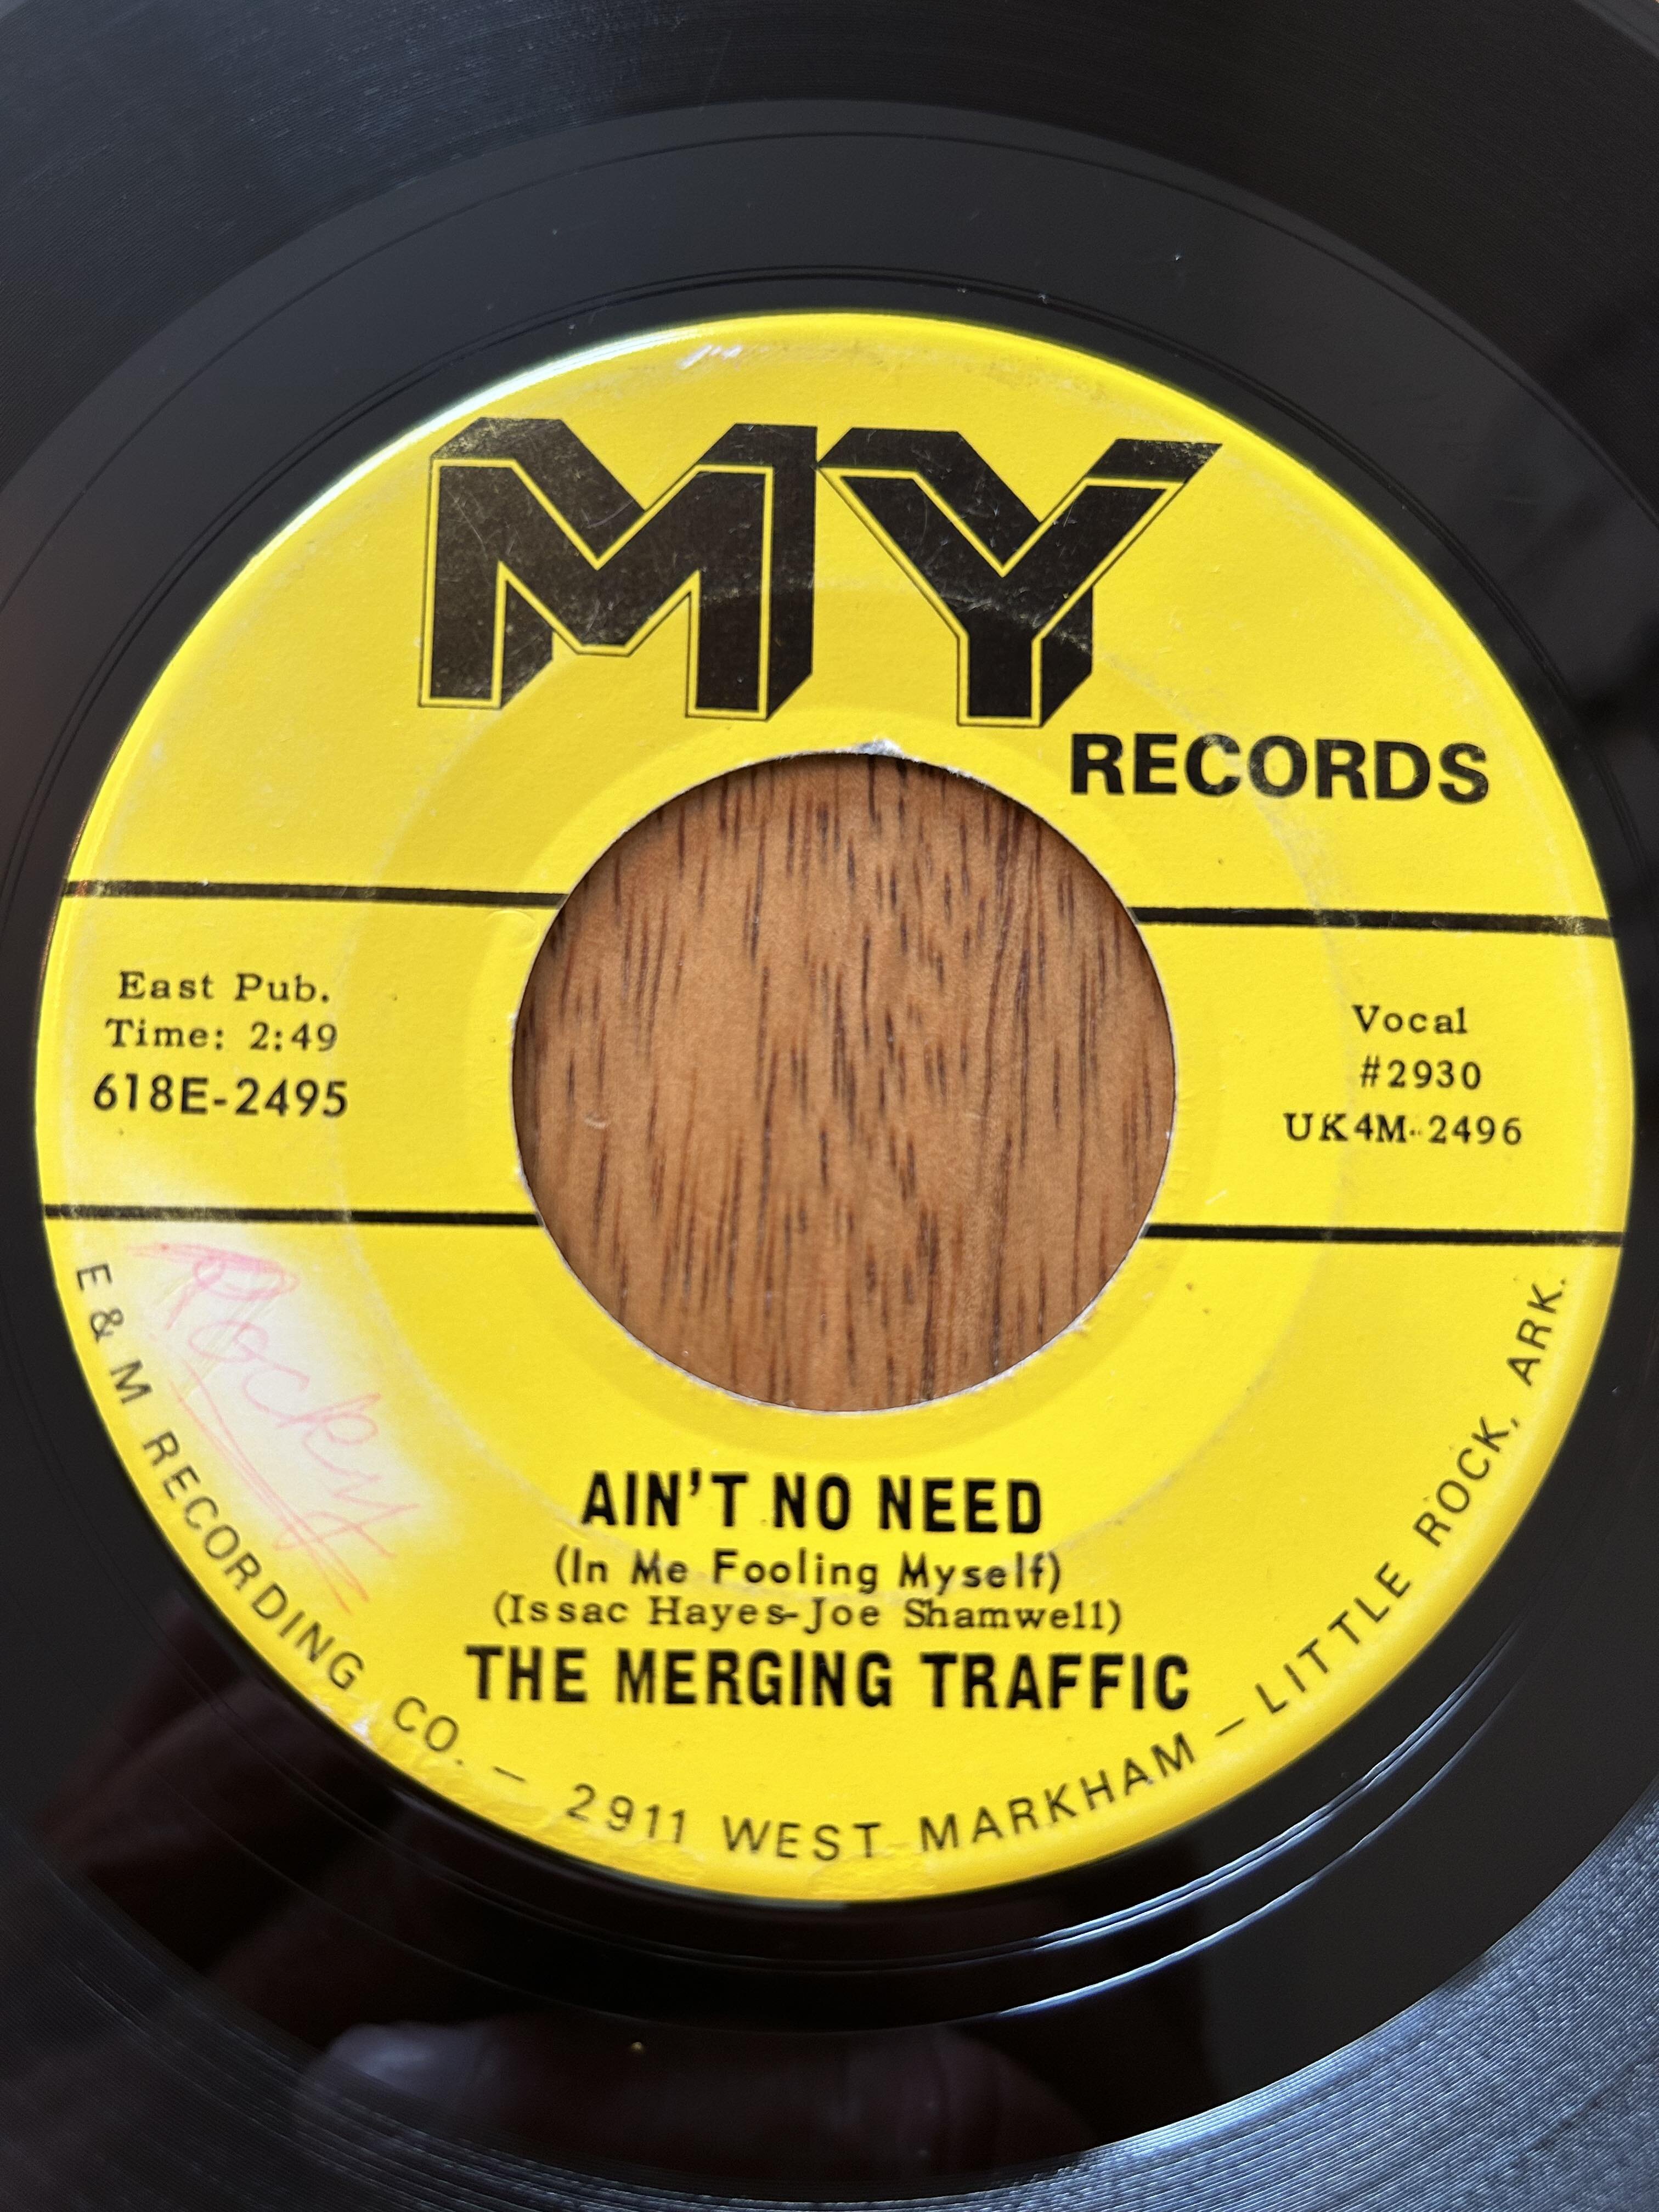 MY
RECORDS
East Pub.
Time: 2:49
618E-2495
Vocal
#2930
UK4M-2496
AIN'T NO NEED
(In Me Fooling Myself)
(Issac Hayes-Joe Shamwell)
THE MERGING TRAFFIC
E & M RECORDING CO. – 2911 WEST MARKHAM – LITTLE ROCK, ARK.